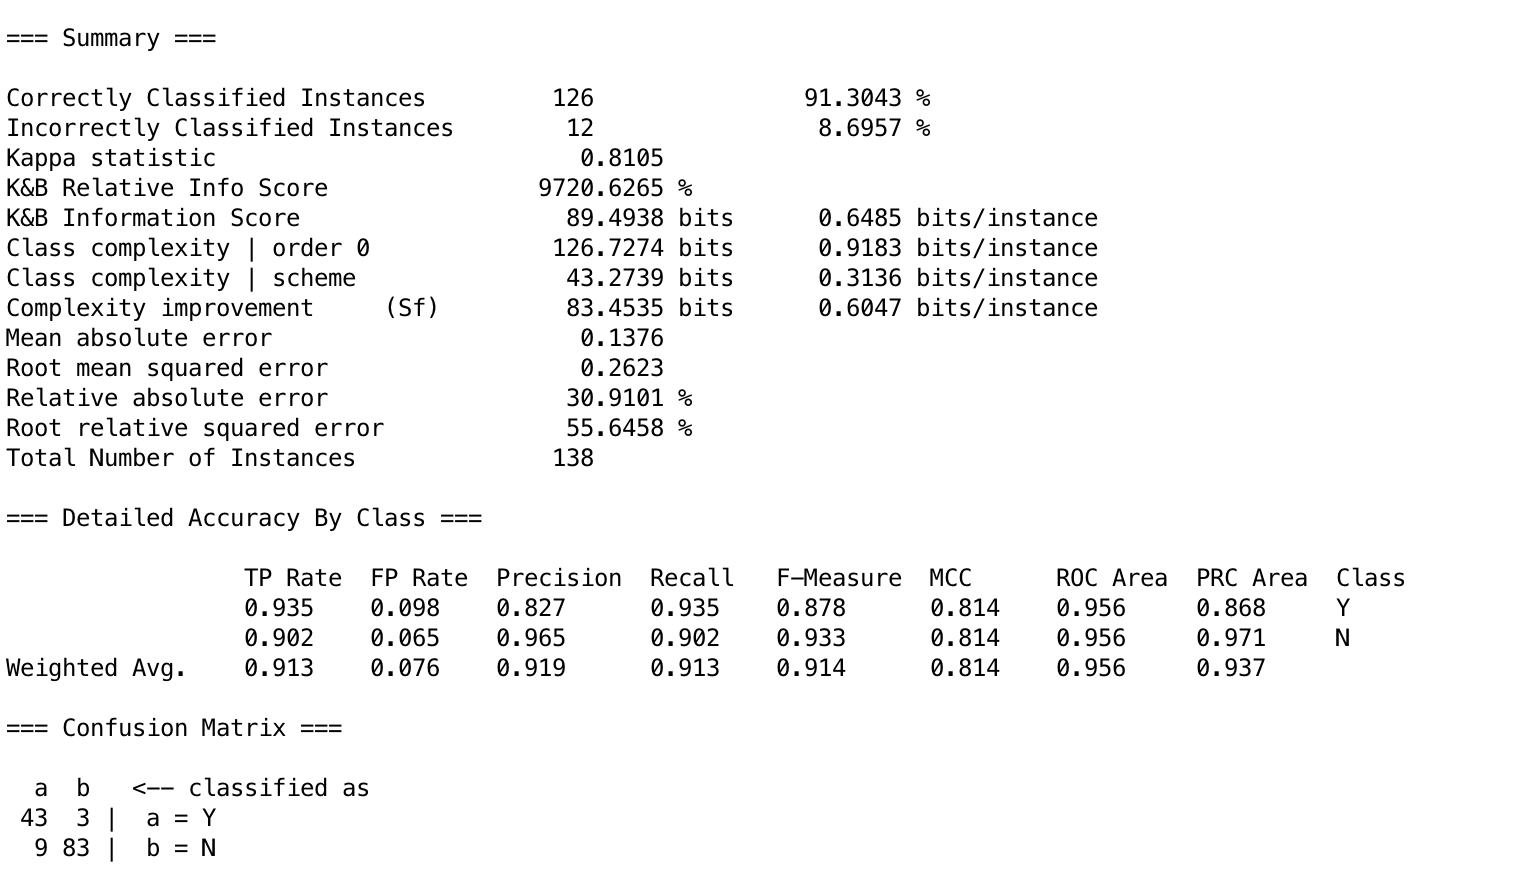 === Summary ===
Correctly Classified Instances         126               91.3043 %
Incorrectly Classified Instances        12                8.6957 %
Kappa statistic                          0.8105
K&B Relative Info Score               9720.6265 %
K&B Information Score                   89.4938 bits      0.6485 bits/instance
Class complexity | order 0             126.7274 bits      0.9183 bits/instance
Class complexity | scheme               43.2739 bits      0.3136 bits/instance
Complexity improvement     (Sf)         83.4535 bits      0.6047 bits/instance
Mean absolute error                      0.1376
Root mean squared error                  0.2623
Relative absolute error                 30.9101 %
Root relative squared error             55.6458 %
Total Number of Instances              138
=== Detailed Accuracy By Class ===
                 TP Rate  FP Rate  Precision  Recall   F-Measure  MCC      ROC Area  PRC Area  Class
                 0.935    0.098    0.827      0.935    0.878      0.814    0.956     0.868     Y
                 0.902    0.065    0.965      0.902    0.933      0.814    0.956     0.971     N
Weighted Avg.    0.913    0.076    0.919      0.913    0.914      0.814    0.956     0.937
=== Confusion Matrix ===
  a  b   <-- classified as
 43  3 |  a = Y
  9 83 |  b = N